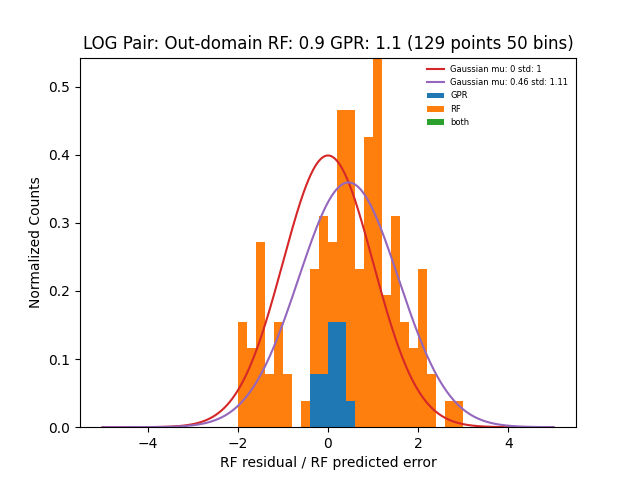 LOG Pair: Out-domain RF: 0.9 GPR: 1.1 (129 points 50 bins)
Gaussian mu: 0 std: 1
Gaussian mu: 0.46 std: 1.11
GPR
RF
both
Normalized Counts
0.5
0.4
0.3
0.2
0.1
0.0
−4
−2
0
2
4
RF residual / RF predicted error